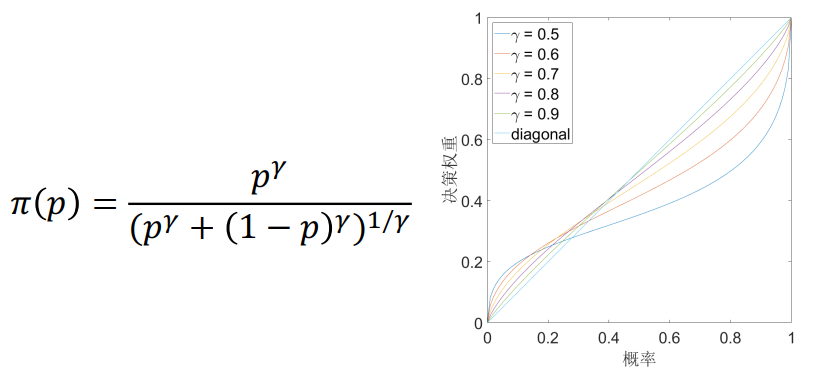 π(p) = p^γ / (p^γ + (1 − p)^γ)^{1/γ}
1
0.8
0.6
0.4
0.2
0
决策权重
γ = 0.5
γ = 0.6
γ = 0.7
γ = 0.8
γ = 0.9
diagonal
0 0.2 0.4 0.6 0.8 1
概率